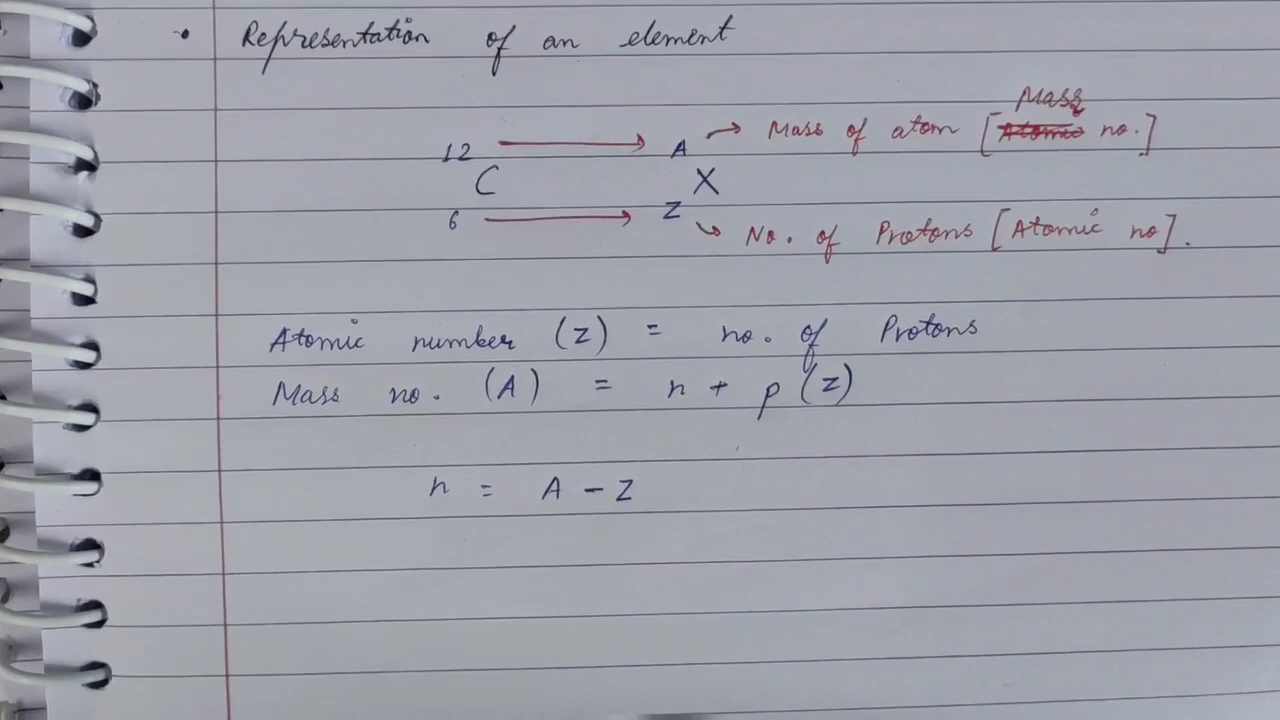 • Representation of an element
Mass
12 → A → Mass of atom [Atomic no.]
C X
6 → Z ↘ No. of Protons [Atomic no].
Atomic number (Z) = no. of Protons
Mass no. (A) = n + p (Z)
n = A - Z